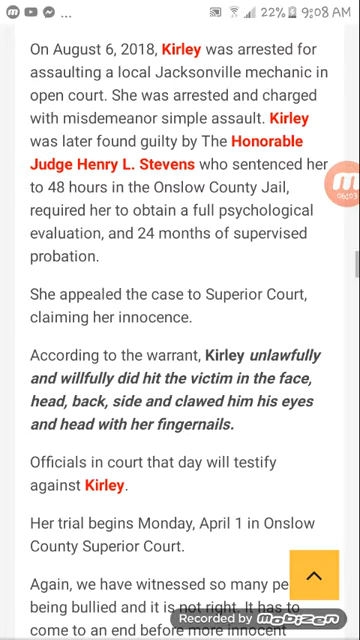 ... 22% 9:08 AM
On August 6, 2018, Kirley was arrested for
assaulting a local Jacksonville mechanic in
open court. She was arrested and charged
with misdemeanor simple assault. Kirley
was later found guilty by The Honorable
Judge Henry L. Stevens who sentenced her
to 48 hours in the Onslow County Jail,
required her to obtain a full psychological
evaluation, and 24 months of supervised
probation.
06:03
She appealed the case to Superior Court,
claiming her innocence.
According to the warrant, Kirley unlawfully
and willfully did hit the victim in the face,
head, back, side and clawed him his eyes
and head with her fingernails.
Officials in court that day will testify
against Kirley.
Her trial begins Monday, April 1 in Onslow
County Superior Court.
Again, we have witnessed so many pe
being bullied and it is not right. It has to
come to an end before more innocent
Recorded by Mobizen